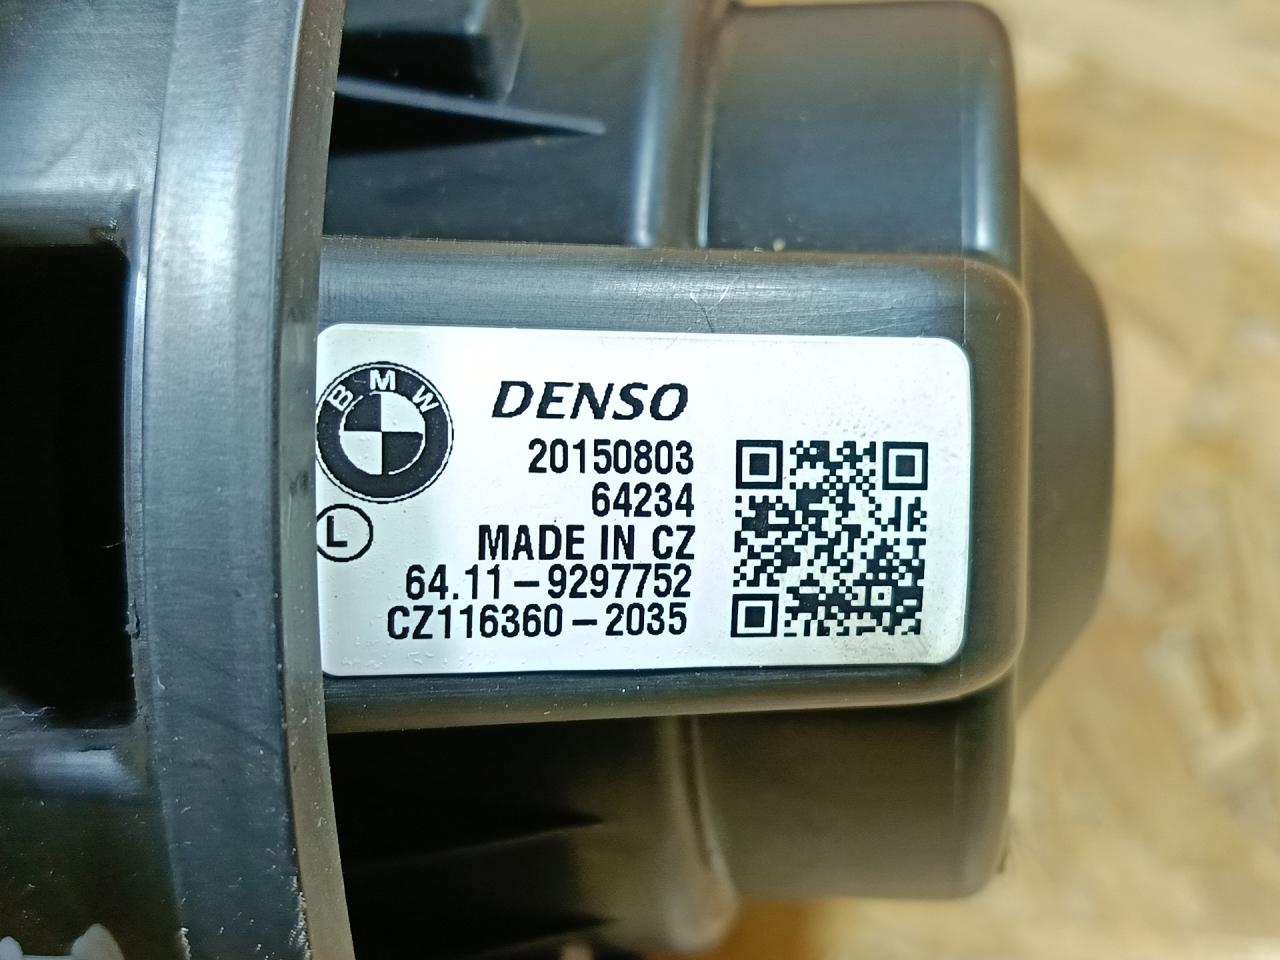 BMW
DENSO
20150803
64234
L
MADE IN CZ
64.11-9297752
CZ116360-2035